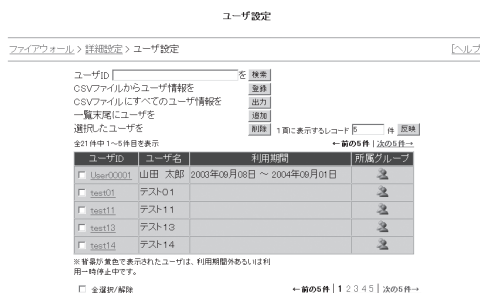 ユーザ設定
ファイアウォール > 詳細設定 > ユーザ設定 [ヘルプ
ユーザID を 検索
CSVファイルからユーザ情報を 登録
CSVファイルにすべてのユーザ情報を 出力
一覧末尾にユーザを 追加
選択したユーザを 削除 1頁に表示するレコード 5 件 反映
全21件中 1～5件目を表示 ←前の5件 | 次の5件→
ユーザID ユーザ名 利用期間 所属グループ
User00001 山田 太郎 2003年09月08日 ～ 2004年09月01日
test01 テスト01
test11 テスト11
test13 テスト13
test14 テスト14
※背景が黄色で表示されたユーザは、利用期間外あるいは利
用一時停止中です。
全選択/解除 ←前の5件 | 1 2 3 4 5 | 次の5件→